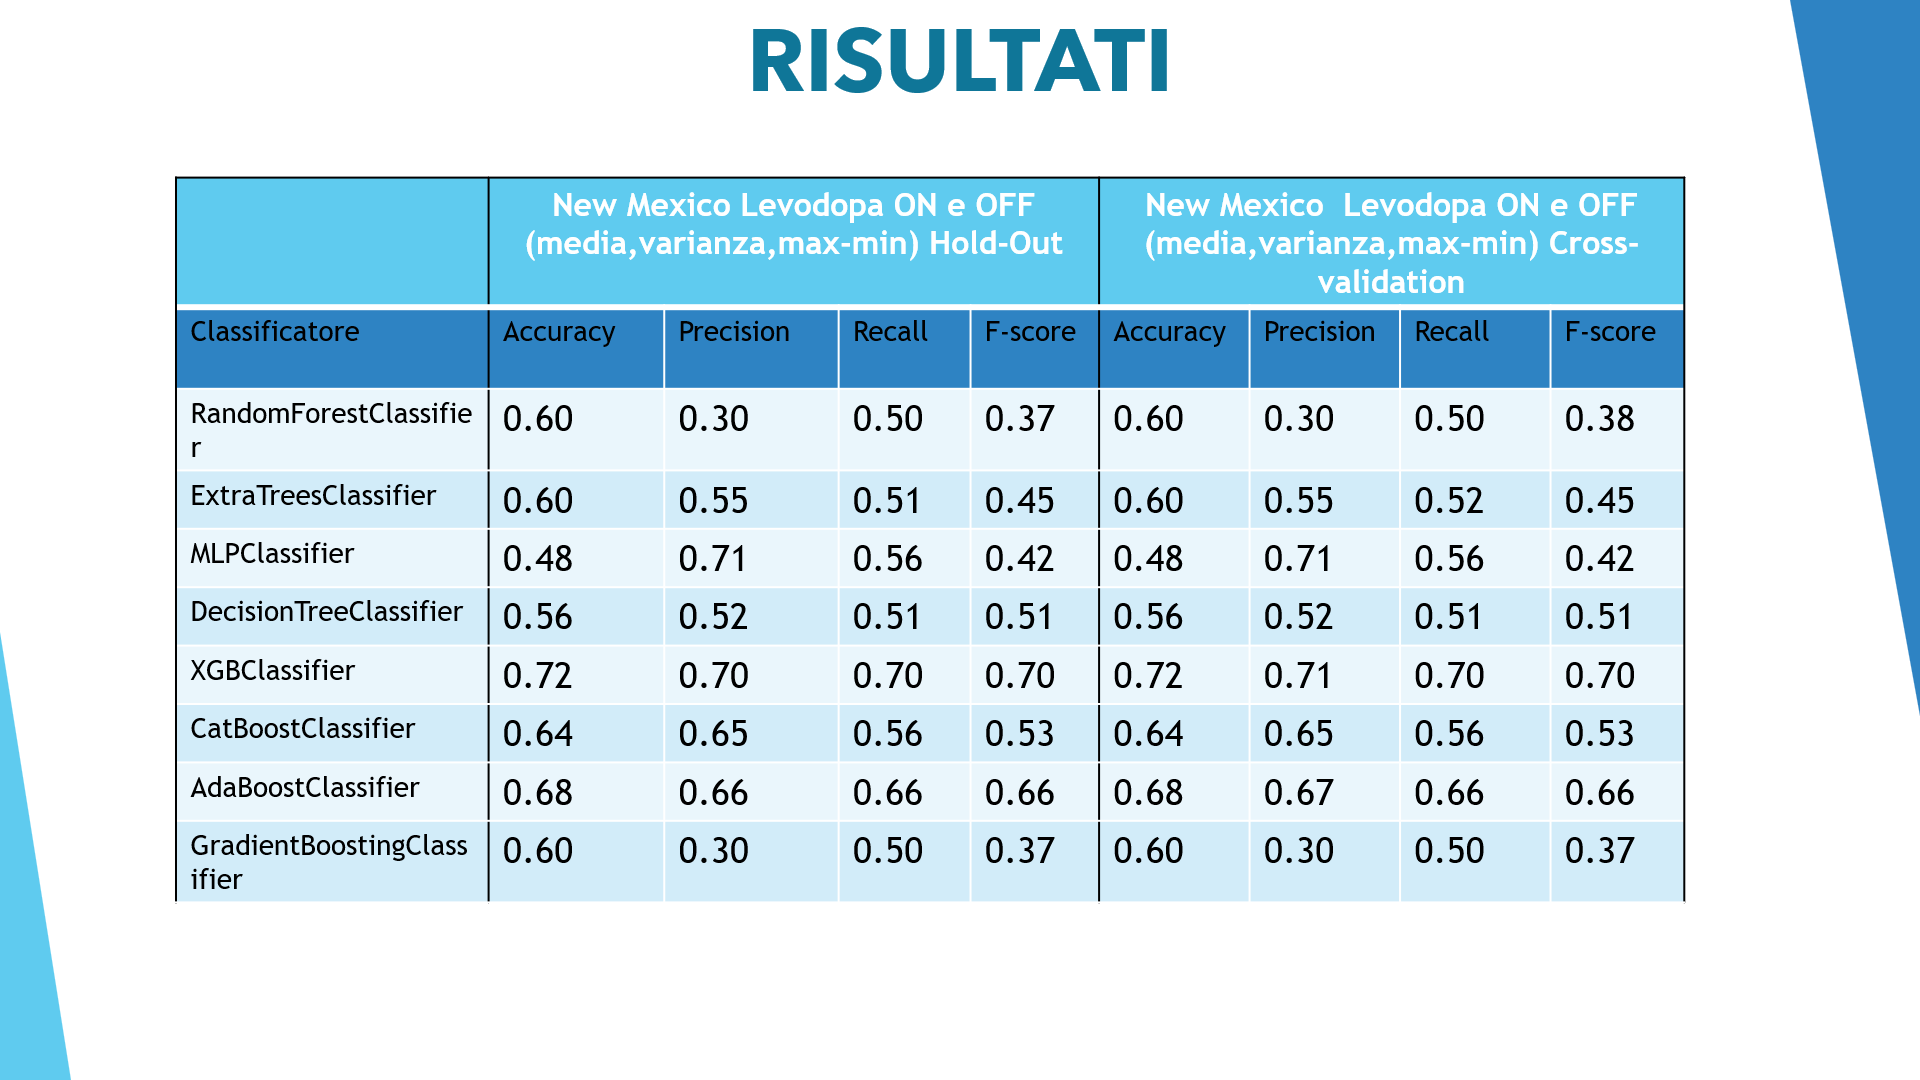 RISULTATI
New Mexico Levodopa ON e OFF
(media,varianza,max-min) Hold-Out
New Mexico  Levodopa ON e OFF
(media,varianza,max-min) Cross-
validation
Classificatore Accuracy Precision Recall F-score Accuracy Precision Recall F-score
RandomForestClassifie
r 0.60 0.30 0.50 0.37 0.60 0.30 0.50 0.38
ExtraTreesClassifier 0.60 0.55 0.51 0.45 0.60 0.55 0.52 0.45
MLPClassifier 0.48 0.71 0.56 0.42 0.48 0.71 0.56 0.42
DecisionTreeClassifier 0.56 0.52 0.51 0.51 0.56 0.52 0.51 0.51
XGBClassifier 0.72 0.70 0.70 0.70 0.72 0.71 0.70 0.70
CatBoostClassifier 0.64 0.65 0.56 0.53 0.64 0.65 0.56 0.53
AdaBoostClassifier 0.68 0.66 0.66 0.66 0.68 0.67 0.66 0.66
GradientBoostingClass
ifier 0.60 0.30 0.50 0.37 0.60 0.30 0.50 0.37